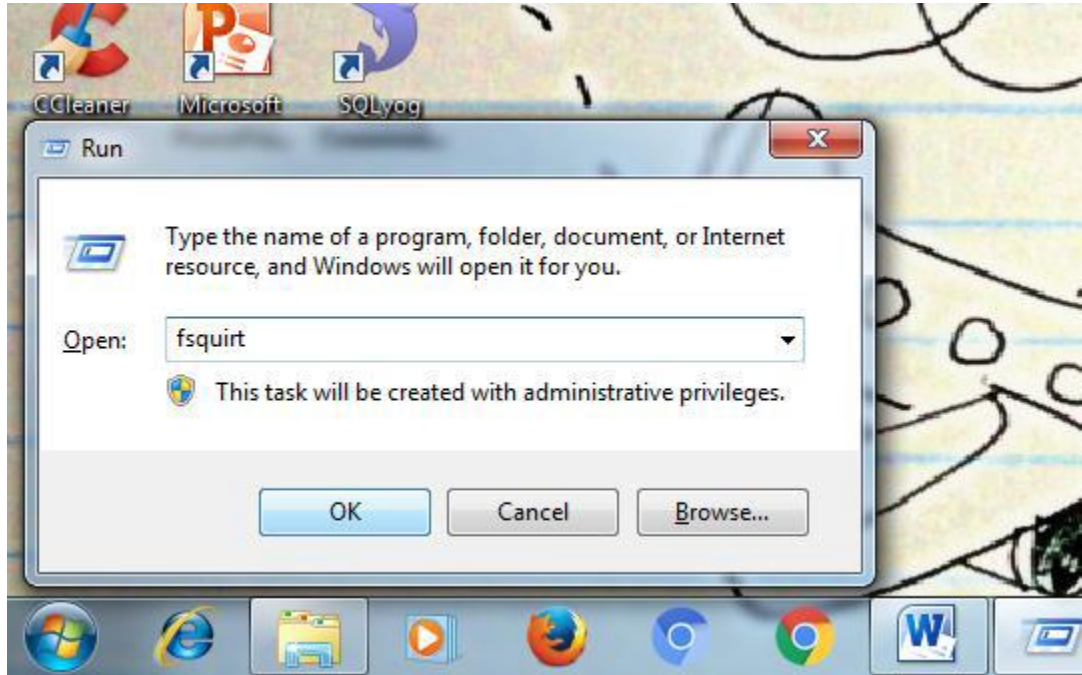 CCleaner
Microsoft
SQLyog
Run
Type the name of a program, folder, document, or Internet
resource, and Windows will open it for you.
Open:
fsquirt
This task will be created with administrative privileges.
OK
Cancel
Browse...